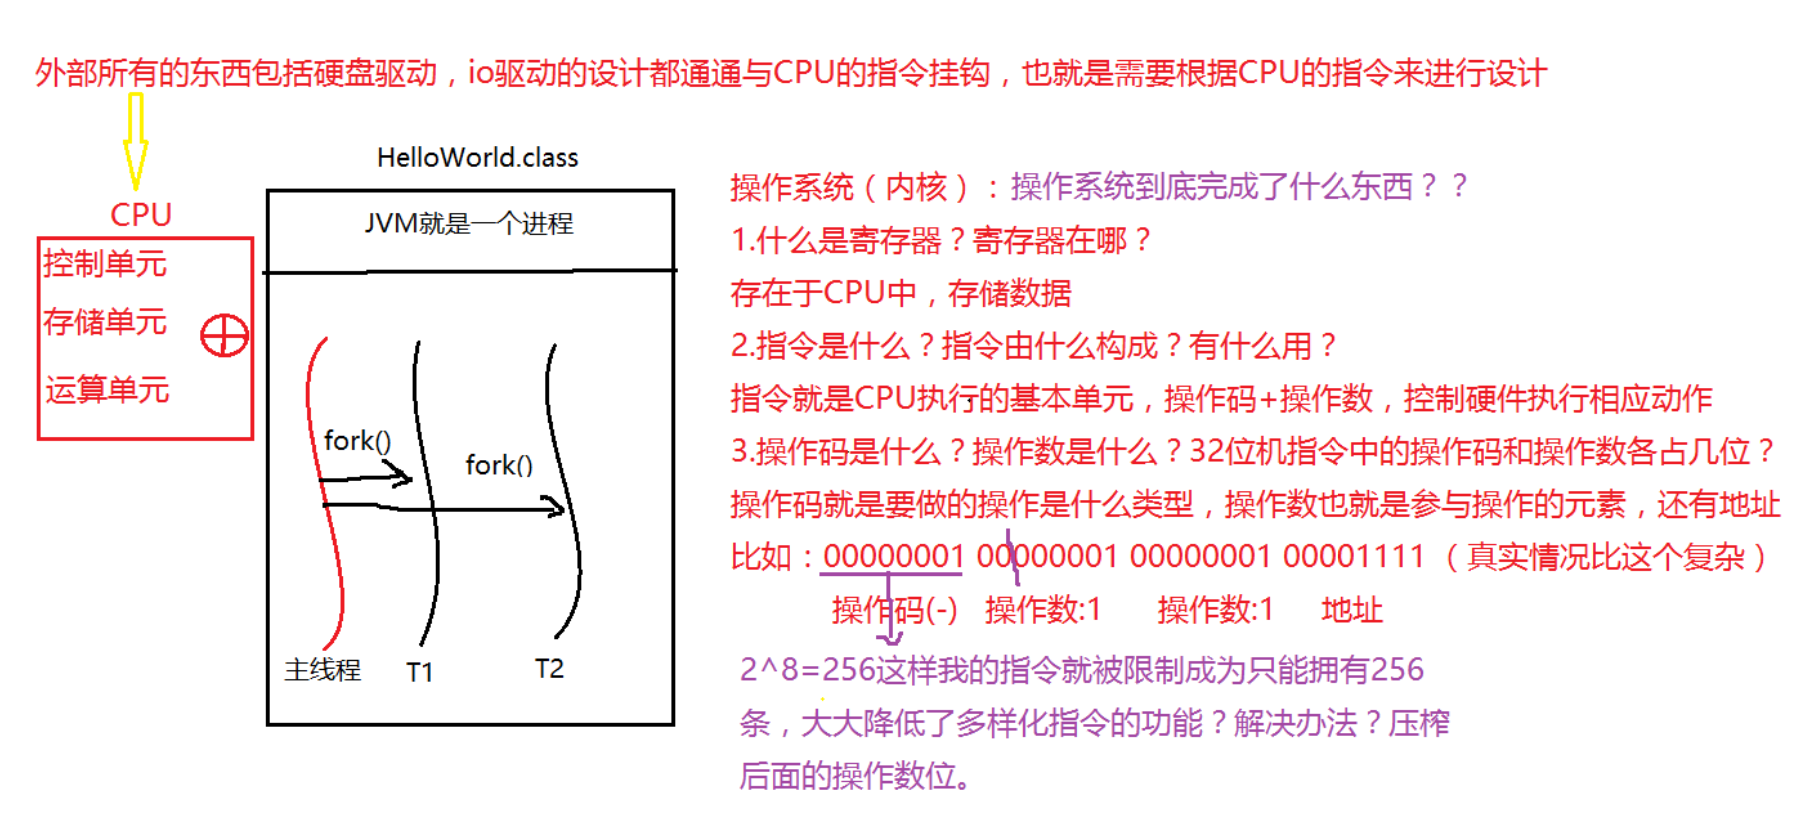 外部所有的东西包括硬盘驱动，io驱动的设计都通通与CPU的指令挂钩，也就是需要根据CPU的指令来进行设计
CPU
控制单元
存储单元
运算单元
HelloWorld.class
JVM就是一个进程
fork()
fork()
主线程
T1
T2
操作系统（内核）：操作系统到底完成了什么东西？？
1.什么是寄存器？寄存器在哪？
存在于CPU中，存储数据
2.指令是什么？指令由什么构成？有什么用？
指令就是CPU执行的基本单元，操作码+操作数，控制硬件执行相应动作
3.操作码是什么？操作数是什么？32位机指令中的操作码和操作数各占几位？
操作码就是要做的操作是什么类型，操作数也就是参与操作的元素，还有地址
比如：00000001 00000001 00000001 00001111（真实情况比这个复杂）
操作码(-) 操作数:1 操作数:1 地址
2^8=256这样我的指令就被限制成为只能拥有256
条，大大降低了多样化指令的功能？解决办法？压榨
后面的操作数位。